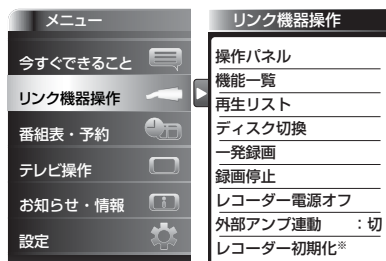 メニュー
今すぐできること
リンク機器操作
番組表・予約
テレビ操作
お知らせ・情報
設定
リンク機器操作
操作パネル
機能一覧
再生リスト
ディスク切換
一発録画
録画停止
レコーダー電源オフ
外部アンプ連動 ：切
レコーダー初期化※